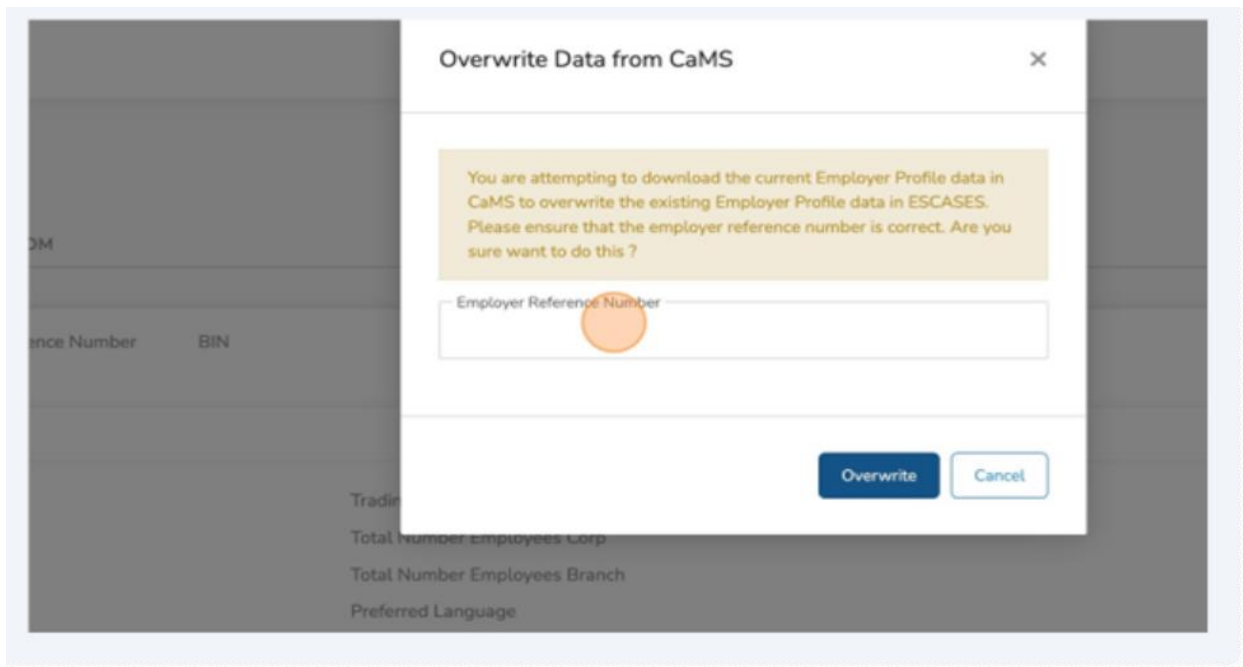 Overwrite Data from CaMS
You are attempting to download the current Employer Profile data in
CaMS to overwrite the existing Employer Profile data in ESCASES.
Please ensure that the employer reference number is correct. Are you
sure want to do this ?
Employer Reference Number
Overwrite
Cancel
Number BIN
Total Number Employees Corp
Total Number Employees Branch
Preferred Language